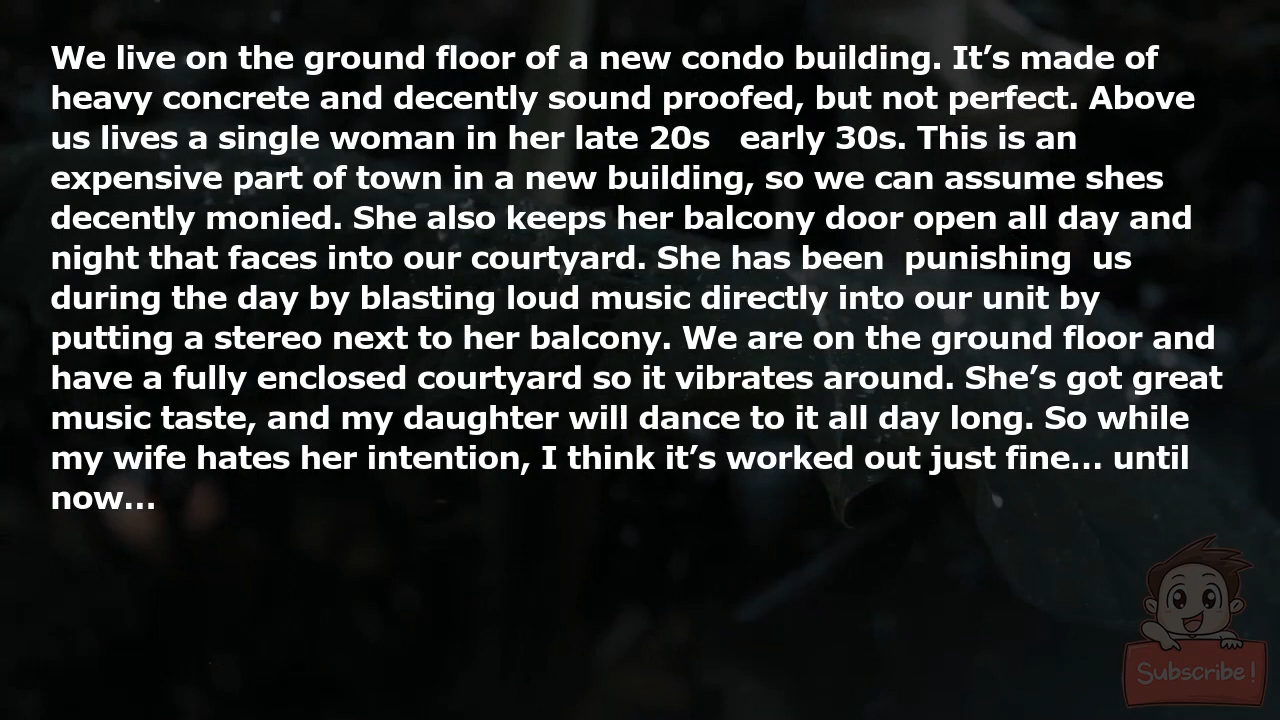 We live on the ground floor of a new condo building. It’s made of
heavy concrete and decently sound proofed, but not perfect. Above
us lives a single woman in her late 20s   early 30s. This is an
expensive part of town in a new building, so we can assume shes
decently monied. She also keeps her balcony door open all day and
night that faces into our courtyard. She has been  punishing  us
during the day by blasting loud music directly into our unit by
putting a stereo next to her balcony. We are on the ground floor and
have a fully enclosed courtyard so it vibrates around. She’s got great
music taste, and my daughter will dance to it all day long. So while
my wife hates her intention, I think it’s worked out just fine... until
now...
Subscribe!